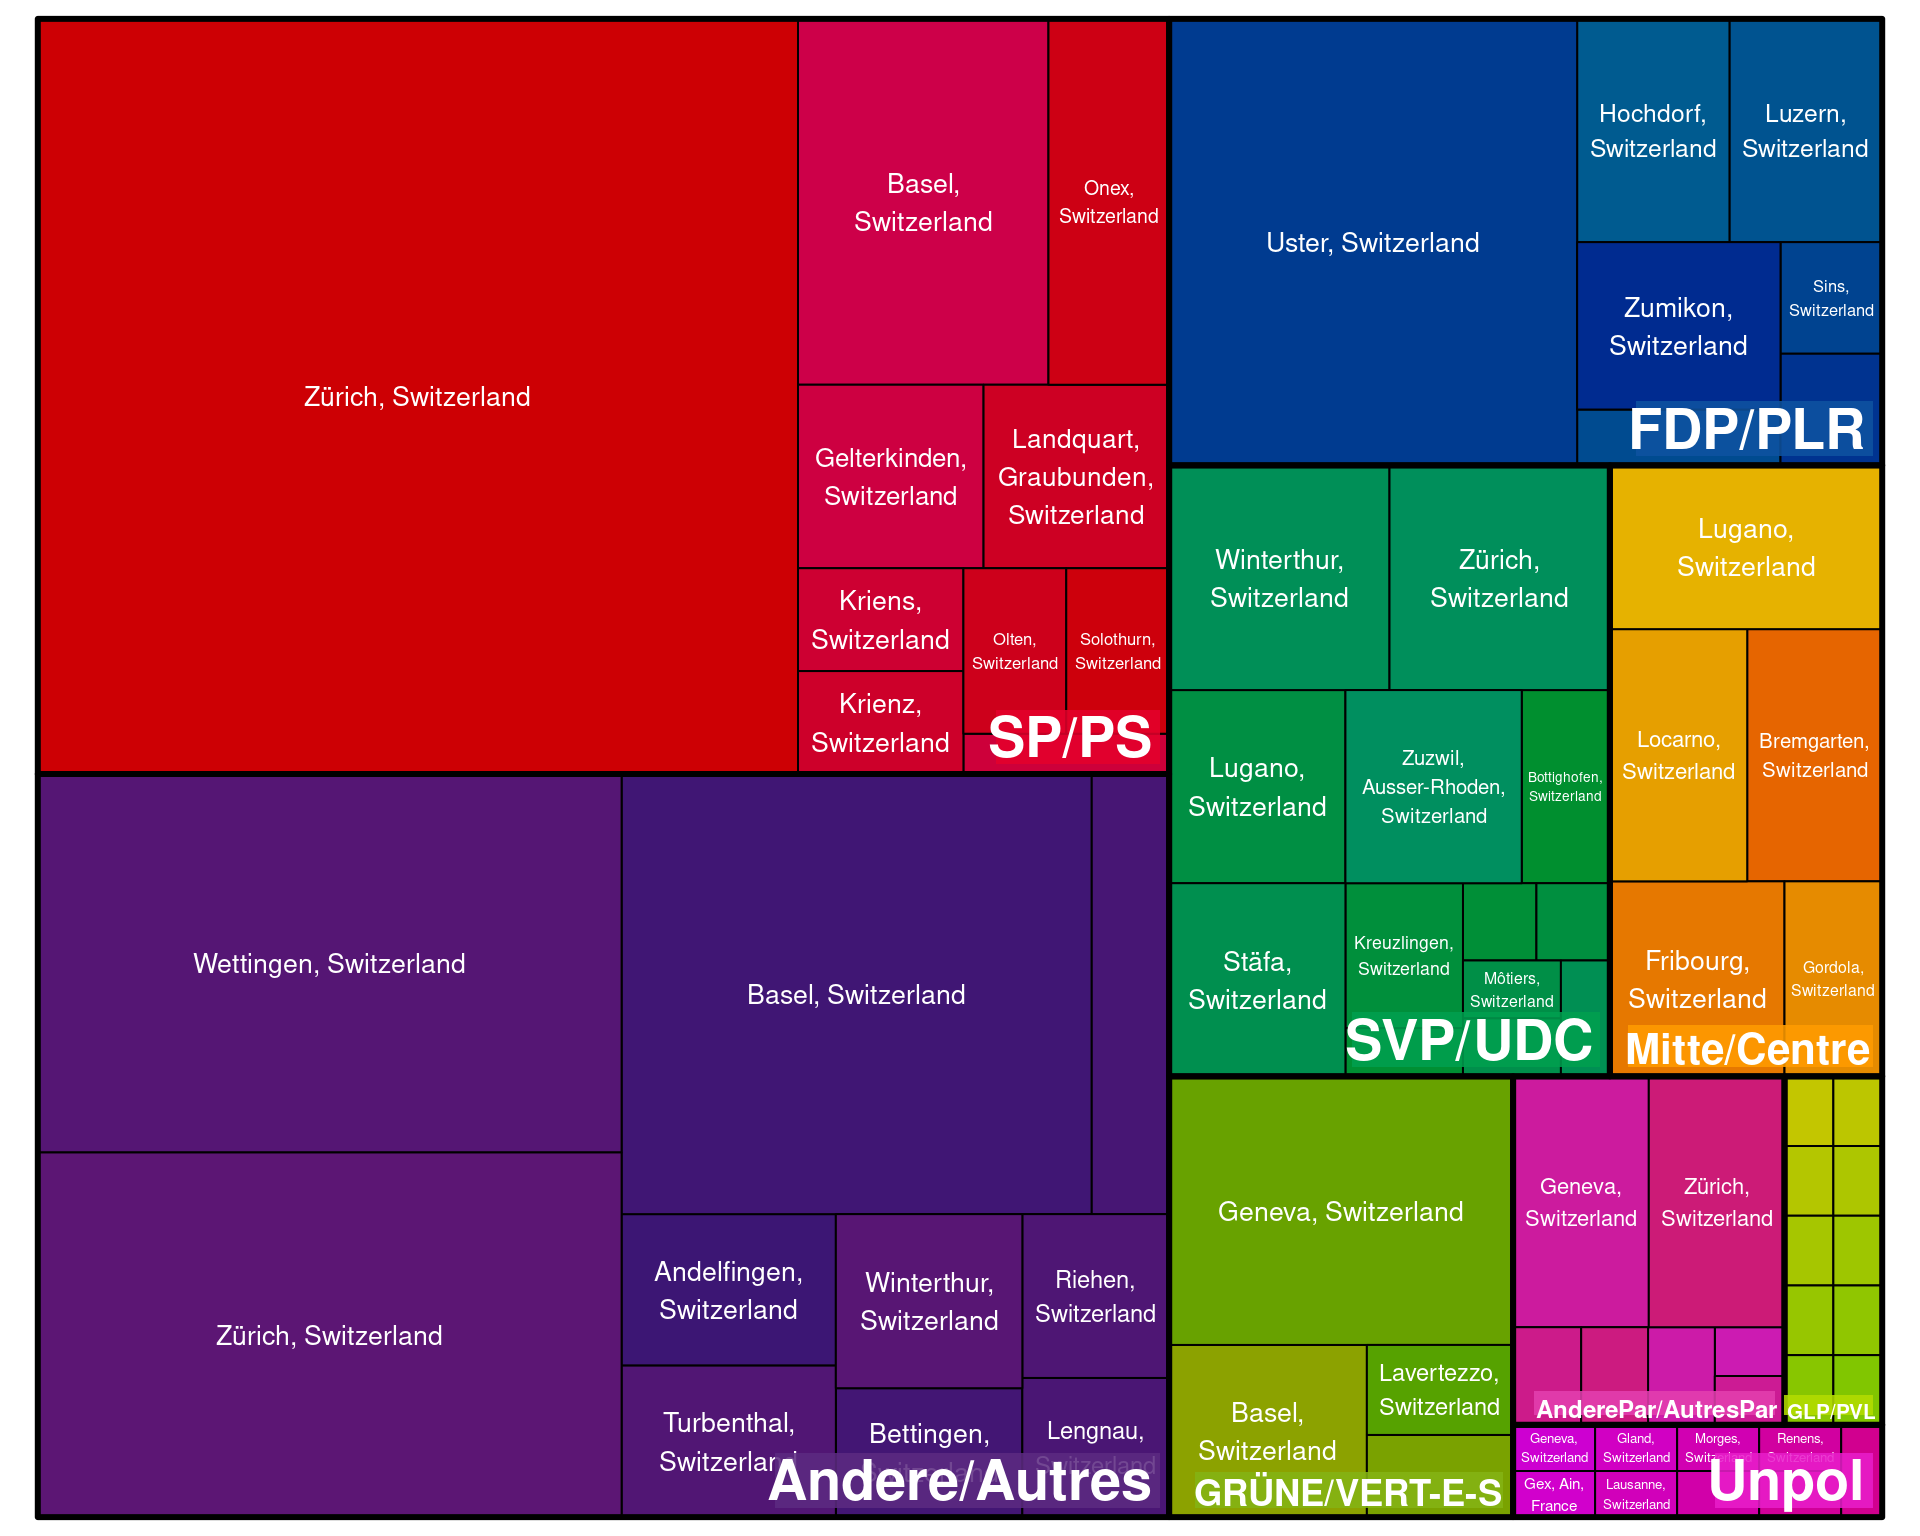 Zürich, Switzerland
Basel,
Switzerland
Onex,
Switzerland
Gelterkinden,
Switzerland
Landquart,
Graubunden,
Switzerland
Kriens,
Switzerland
Krienz,
Switzerland
Olten,
Switzerland
Solothurn,
Switzerland
SP/PS
Uster, Switzerland
Hochdorf,
Switzerland
Luzern,
Switzerland
Zumikon,
Switzerland
Sins,
Switzerland
FDP/PLR
Wettingen, Switzerland
Zürich, Switzerland
Basel, Switzerland
Andelfingen,
Switzerland
Turbenthal,
Switzerland
Winterthur,
Switzerland
Bettingen,
Switzerland
Riehen,
Switzerland
Lengnau,
Switzerland
Andere/Autres
Winterthur,
Switzerland
Zürich,
Switzerland
Lugano,
Switzerland
Zuzwil,
Ausser-Rhoden,
Switzerland
Bottighofen,
Switzerland
Stäfa,
Switzerland
Kreuzlingen,
Switzerland
Môtiers,
Switzerland
SVP/UDC
Lugano,
Switzerland
Locarno,
Switzerland
Bremgarten,
Switzerland
Fribourg,
Switzerland
Gordola,
Switzerland
Mitte/Centre
Geneva, Switzerland
Basel,
Switzerland
Lavertezzo,
Switzerland
GRÜNE/VERT-E-S
Geneva,
Switzerland
Zürich,
Switzerland
AnderePar/AutresPar
GLP/PVL
Geneva,
Switzerland
Gland,
Switzerland
Morges,
Switzerland
Renens,
Switzerland
Gex, Ain,
France
Lausanne,
Switzerland
Unpol